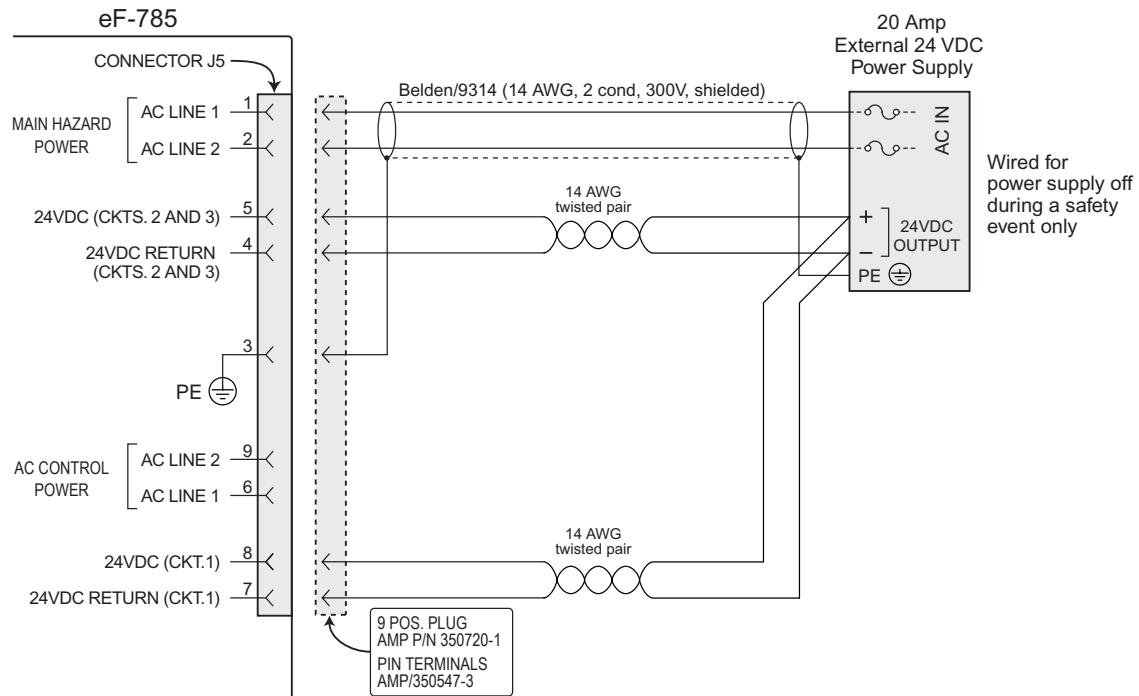 eF-785
CONNECTOR J5
MAIN HAZARD
POWER
AC LINE 1
1
AC LINE 2
2
24VDC (CKTS. 2 AND 3)
5
24VDC RETURN
(CKTS. 2 AND 3)
4
3
PE
AC CONTROL
POWER
AC LINE 2
9
AC LINE 1
6
24VDC (CKT.1)
8
24VDC RETURN (CKT.1)
7
Belden/9314 (14 AWG, 2 cond, 300V, shielded)
14 AWG
twisted pair
14 AWG
twisted pair
9 POS. PLUG
AMP P/N 350720-1
PIN TERMINALS
AMP/350547-3
20 Amp
External 24 VDC
Power Supply
AC IN
+
−
24VDC
OUTPUT
PE
Wired for
power supply off
during a safety
event only